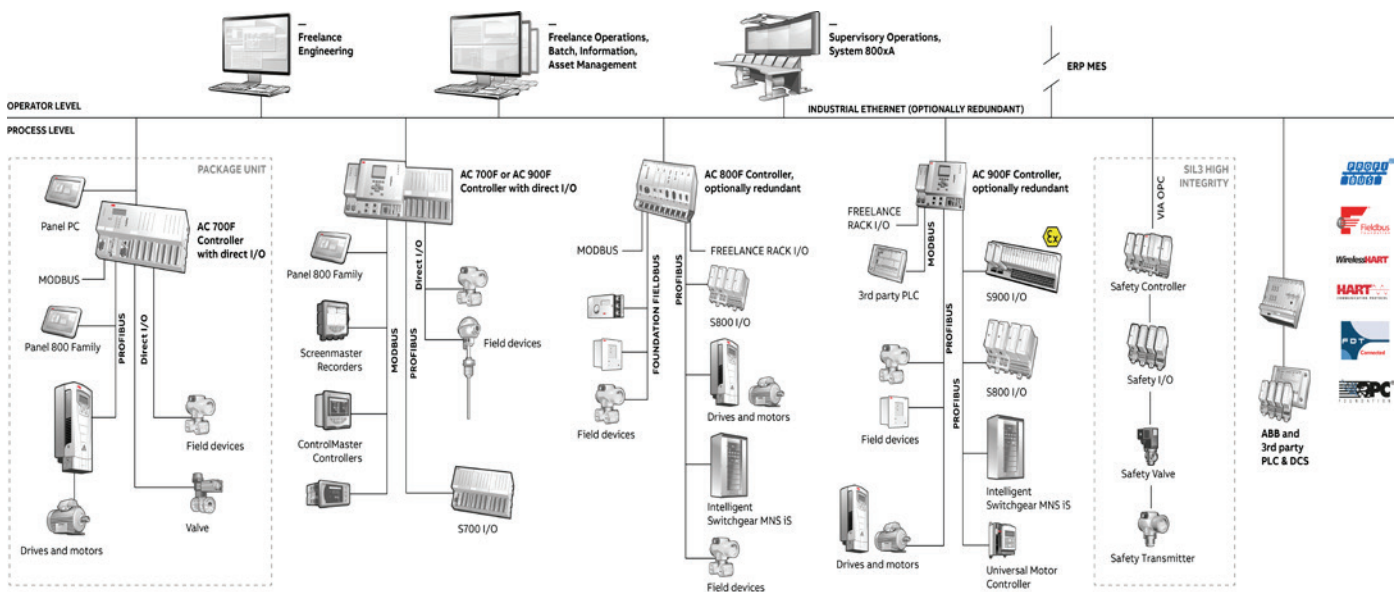 Freelance
Engineering
Freelance Operations,
Batch, Information,
Asset Management
Supervisory Operations,
System 800xA
ERP MES
OPERATOR LEVEL
INDUSTRIAL ETHERNET (OPTIONALLY REDUNDANT)
PROCESS LEVEL
PACKAGE UNIT
Panel PC
AC 700F
Controller
with direct I/O
MODBUS
Panel 800 Family
PROFIBUS
Direct I/O
Field devices
Valve
Drives and motors
AC 700F or AC 900F
Controller with direct I/O
Panel 800 Family
Direct I/O
Screenmaster
Recorders
MODBUS
PROFIBUS
Field devices
ControlMaster
Controllers
S700 I/O
AC 800F Controller,
optionally redundant
MODBUS
FREELANCE RACK I/O
FOUNDATION FIELDBUS
PROFIBUS
S800 I/O
Drives and motors
Field devices
Intelligent
Switchgear MNS iS
Field devices
AC 900F Controller,
optionally redundant
FREELANCE
RACK I/O
MODBUS
3rd party PLC
εx
S900 I/O
PROFIBUS
PROFIBUS
S800 I/O
Field devices
Intelligent
Switchgear MNS iS
Drives and motors
Universal Motor
Controller
SIL3 HIGH
INTEGRITY
VIA OPC
Safety Controller
Safety I/O
Safety Valve
Safety Transmitter
ABB and
3rd party
PLC & DCS
PROFI
BUS
Fieldbus
WirelessHART
HART
COMMUNICATION PROTOCOL
FDT
Connected
OPC
FOUNDATION